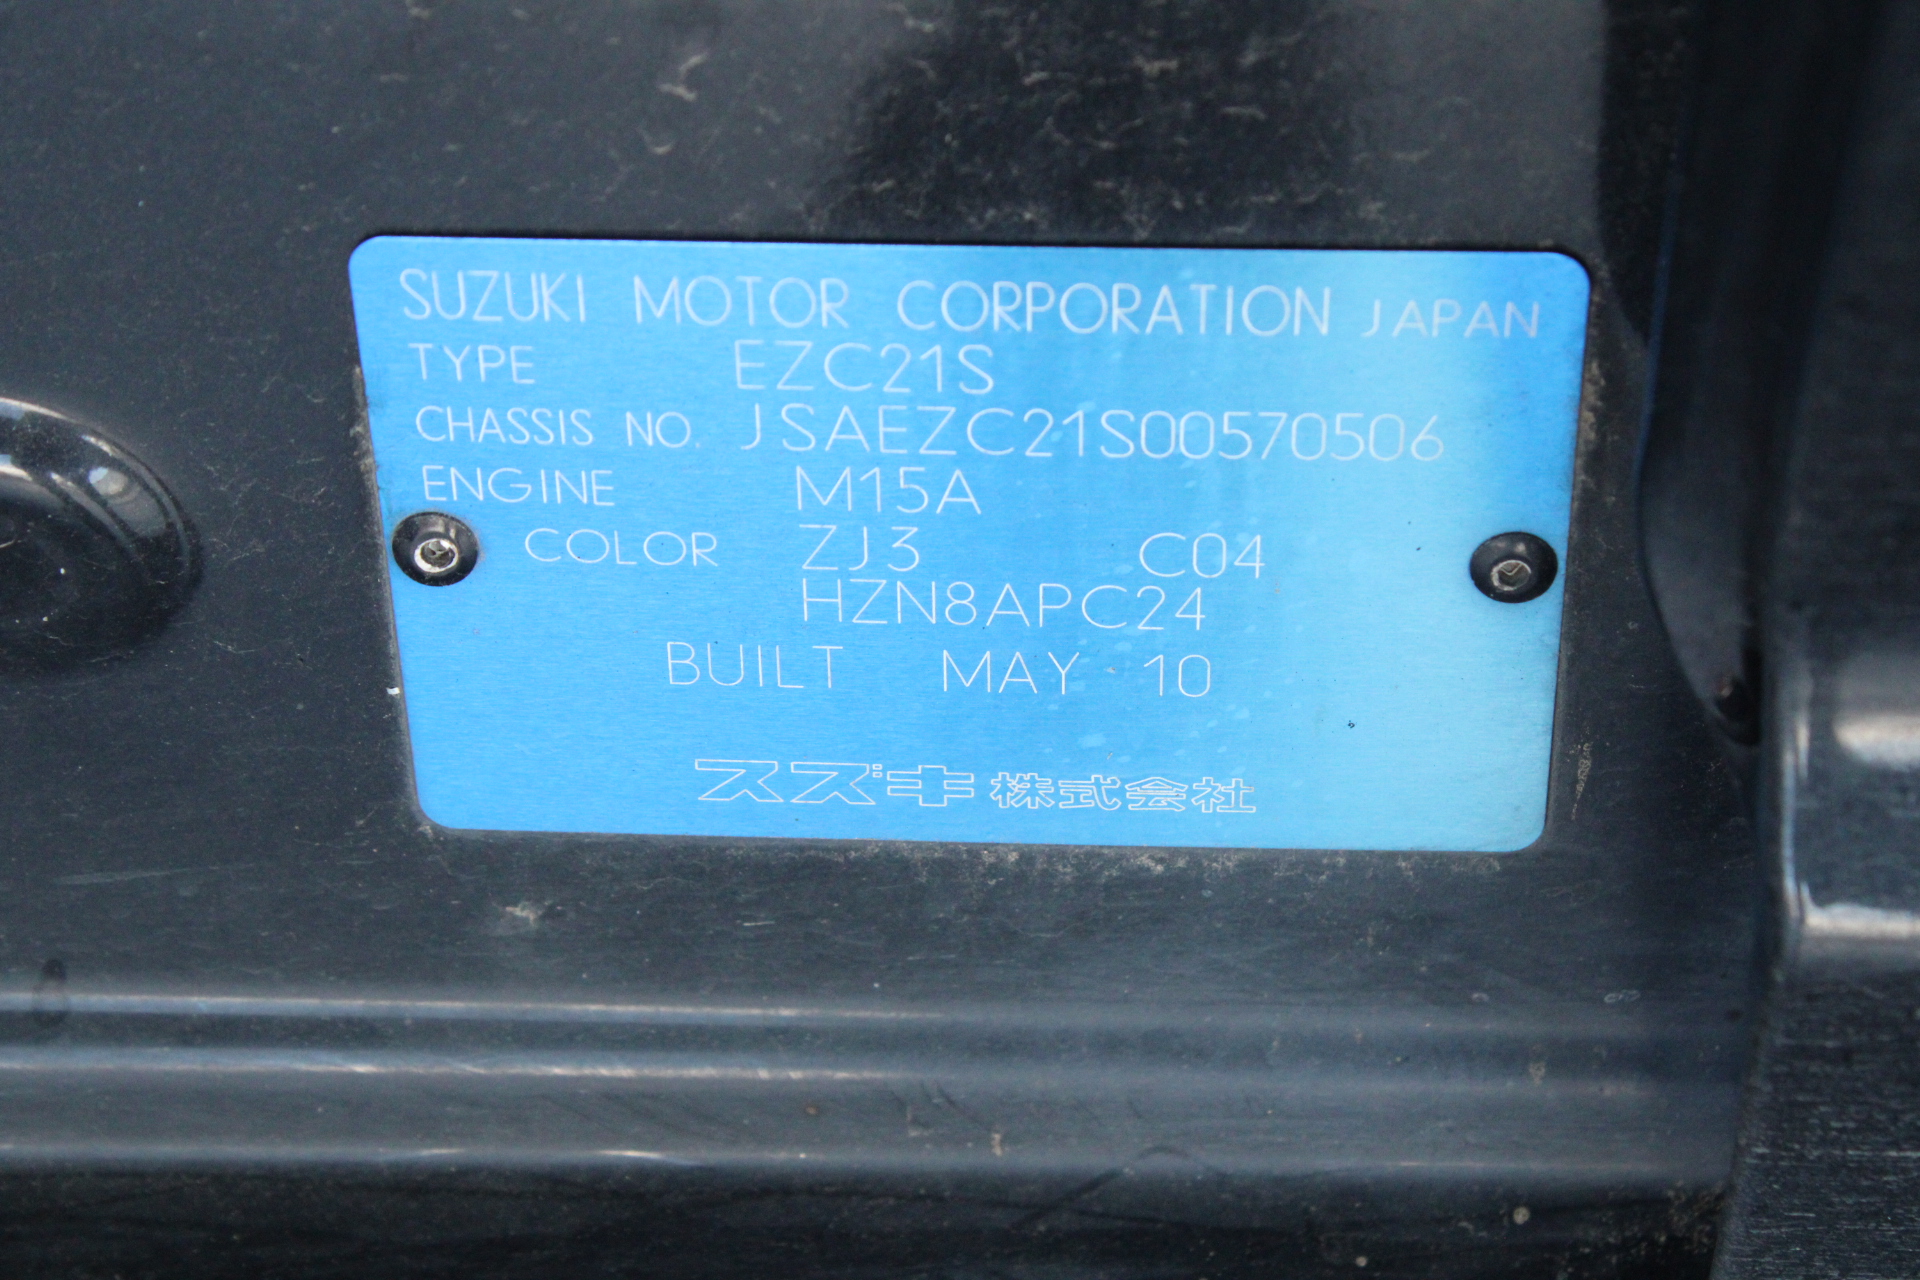 SUZUKI MOTOR CORPORATION JAPAN
TYPE EZC21S
CHASSIS NO. JSAEZC21S00570506
ENGINE M15A
COLOR ZJ3 C04
HZN8APC24
BUILT MAY 10
スズキ株式会社